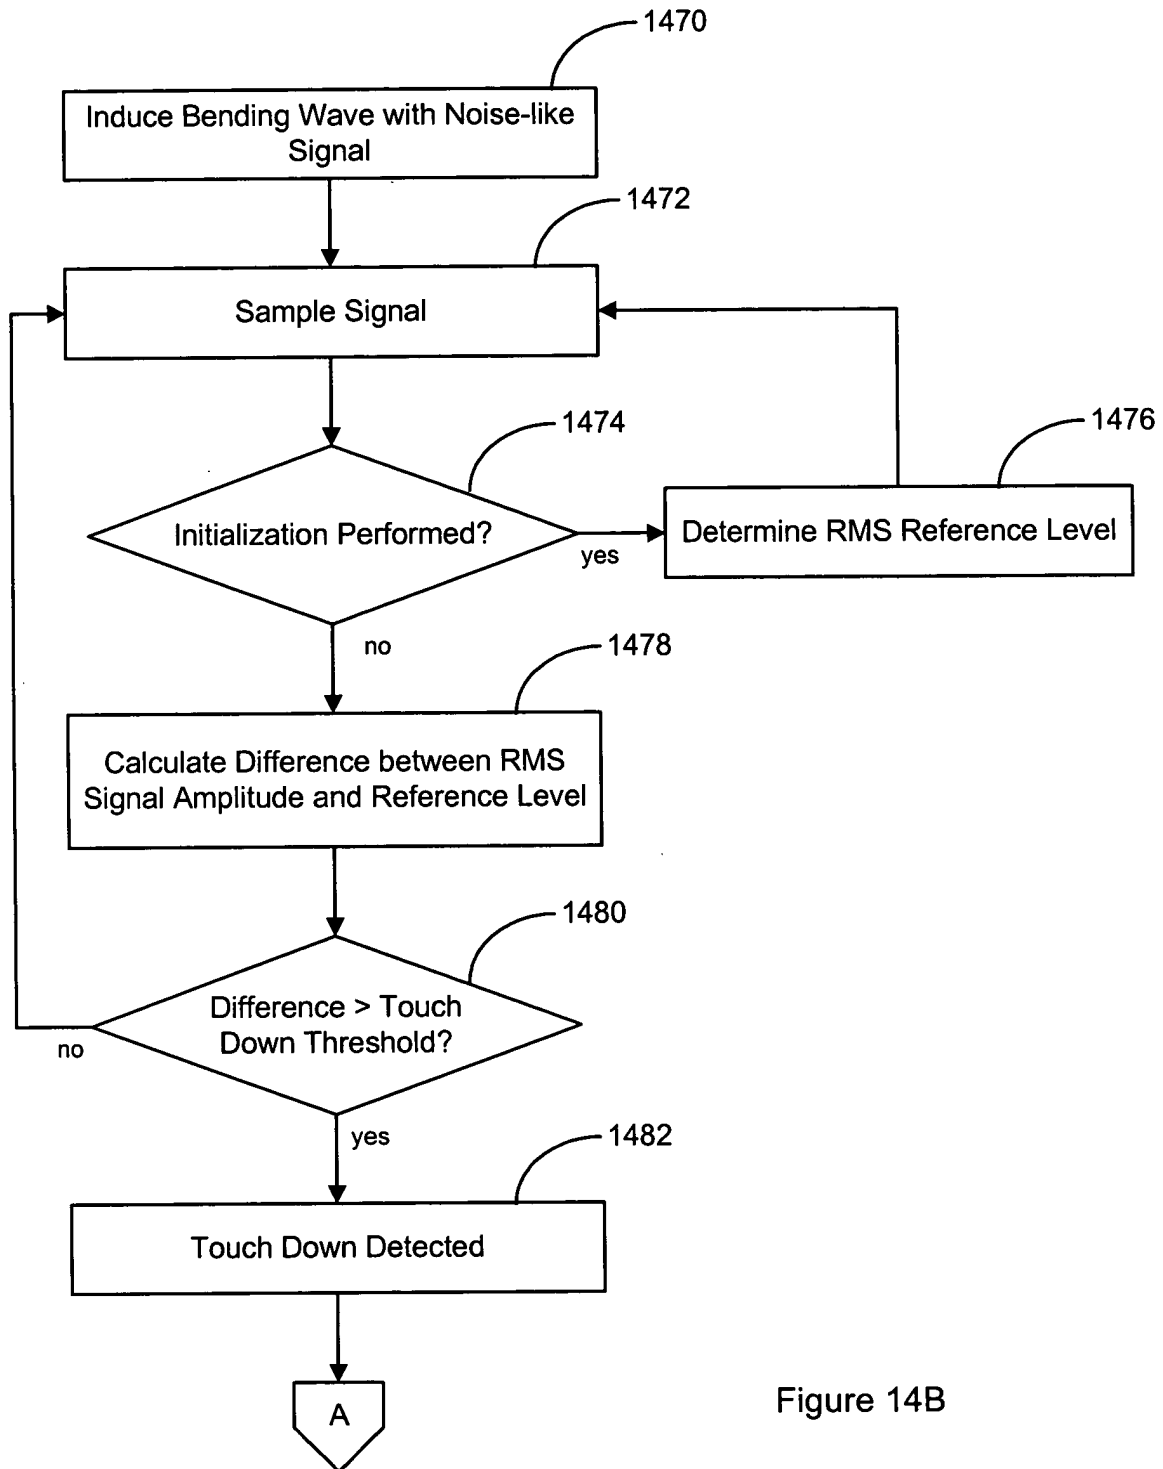 1470
Induce Bending Wave with Noise-like
Signal
1472
Sample Signal
1474
Initialization Performed?
yes
1476
Determine RMS Reference Level
no
1478
Calculate Difference between RMS
Signal Amplitude and Reference Level
1480
Difference > Touch
Down Threshold?
no
yes
1482
Touch Down Detected
A
Figure 14B